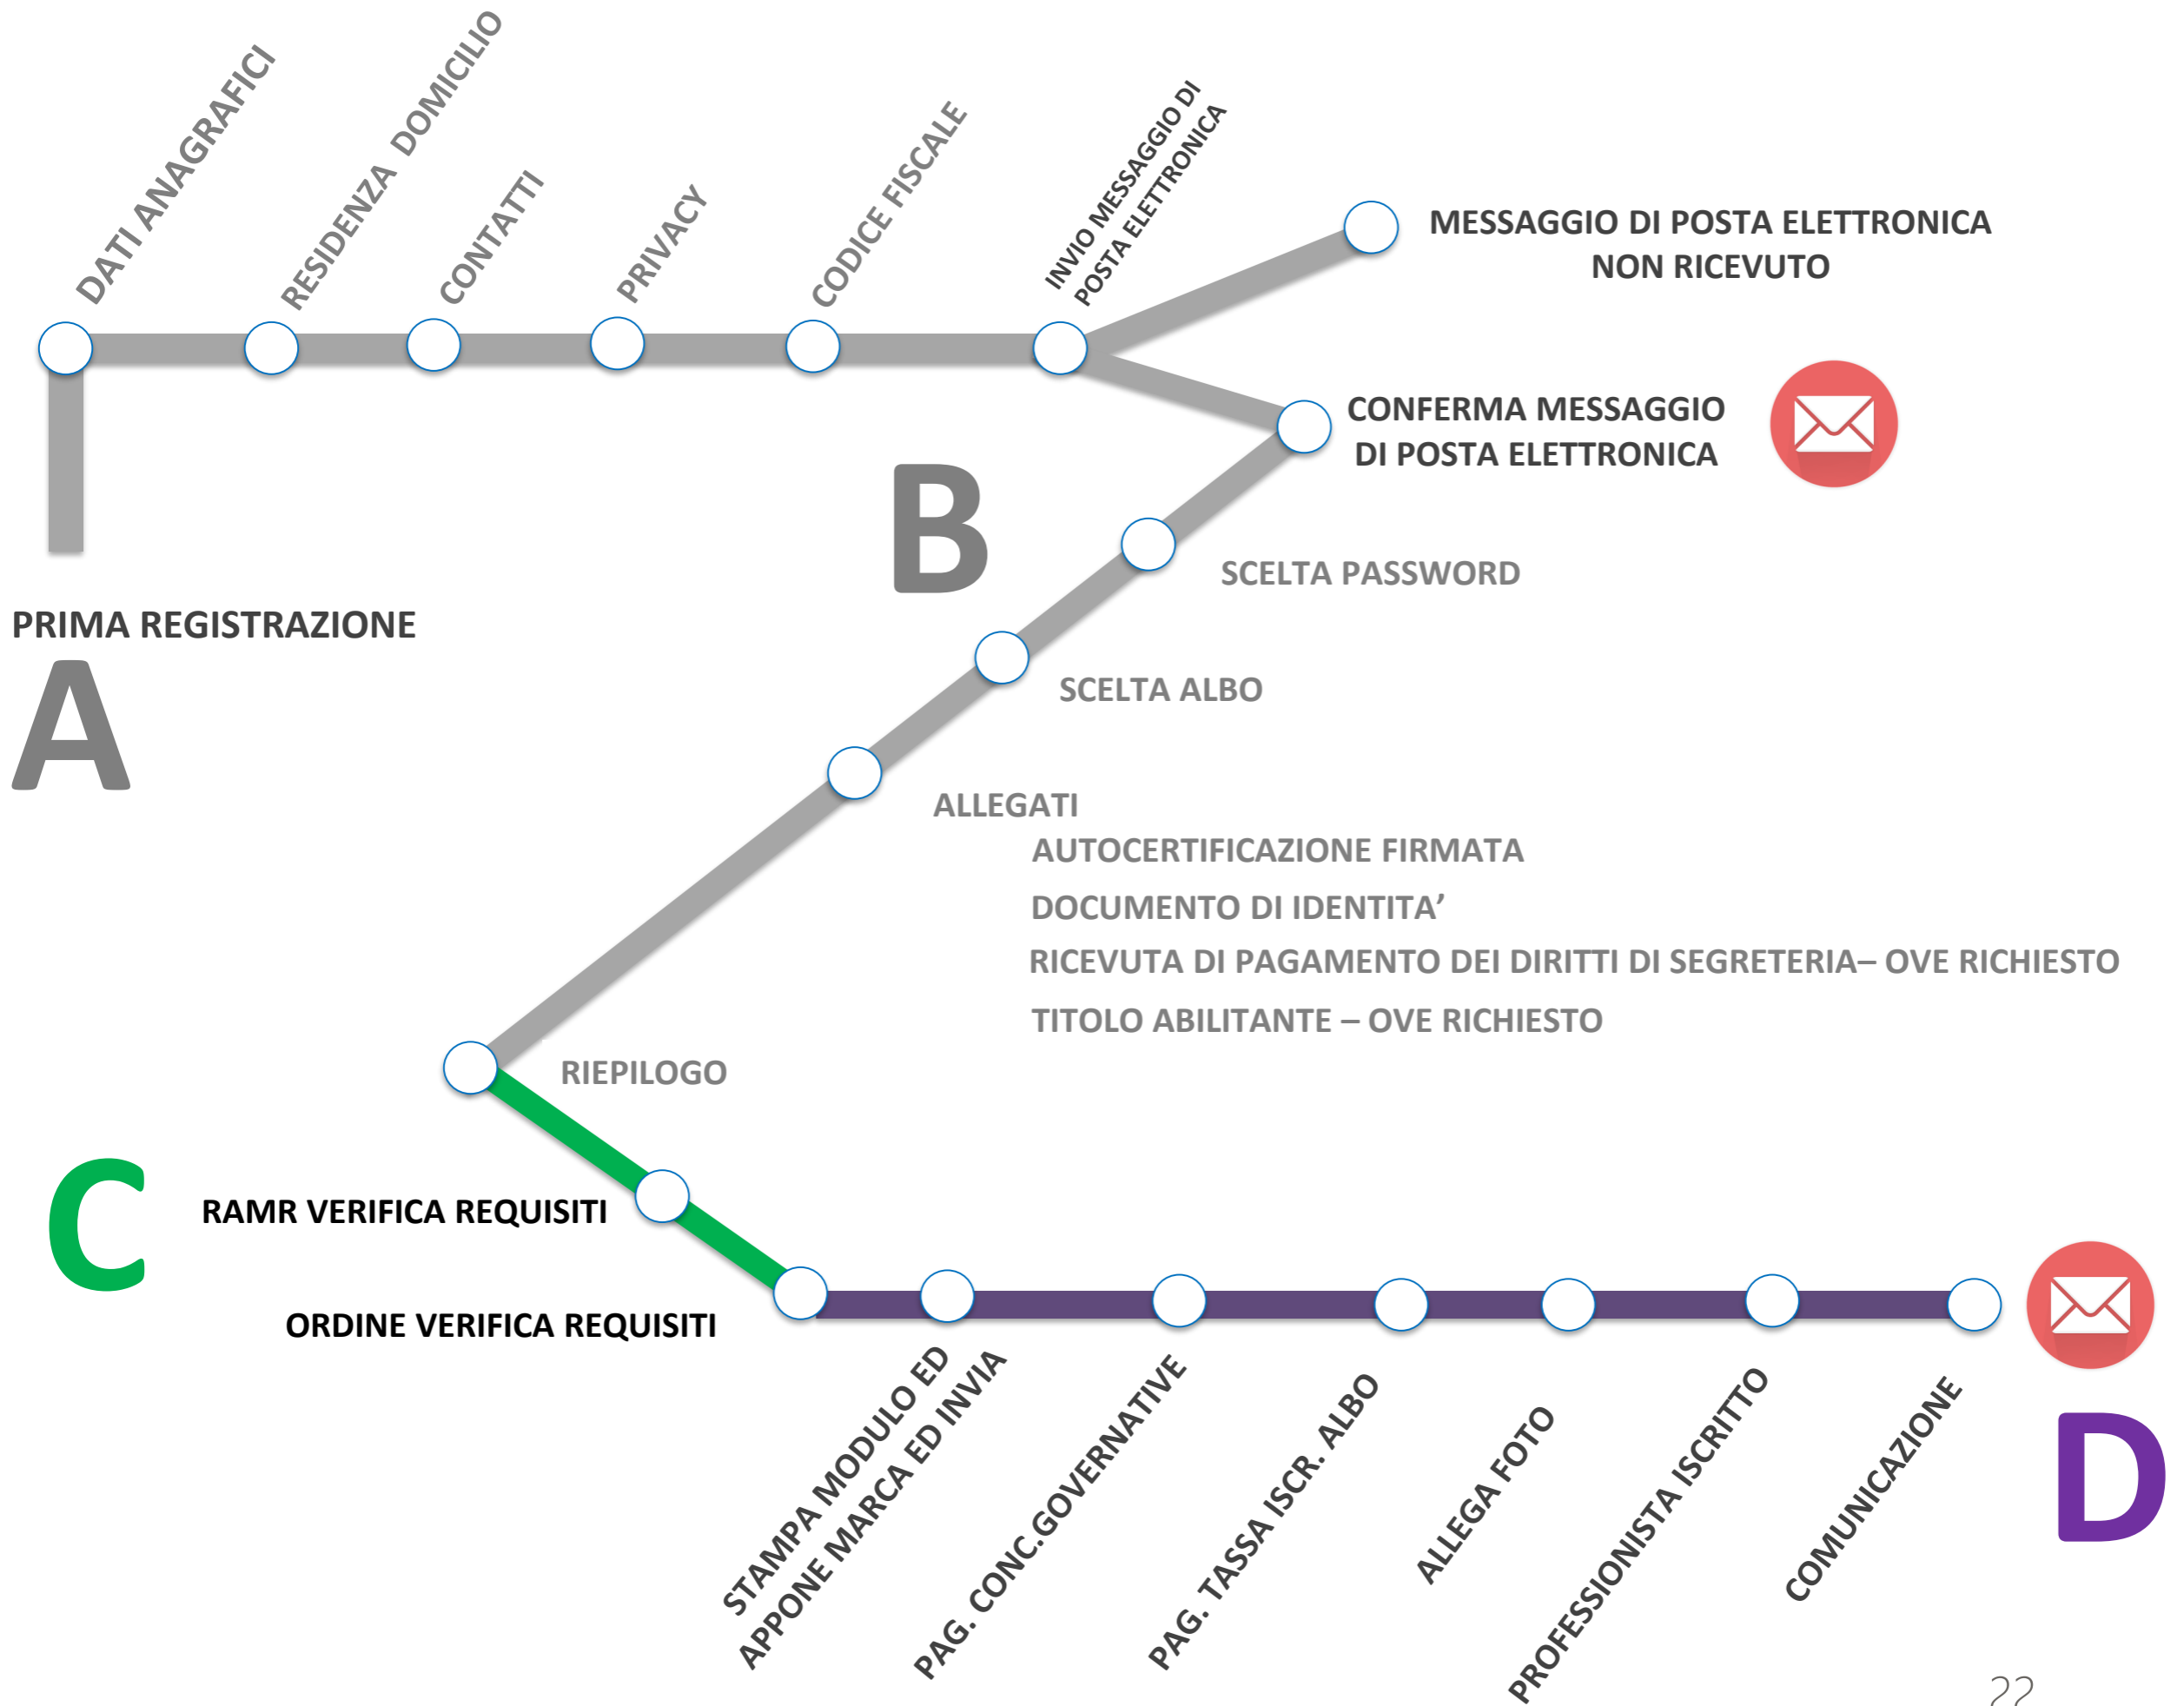 DATI ANAGRAFICI
RESIDENZA DOMICILIO
CONTATTI
PRIVACY
CODICE FISCALE
INVIO MESSAGGIO DI
POSTA ELETTRONICA
MESSAGGIO DI POSTA ELETTRONICA
NON RICEVUTO
CONFERMA MESSAGGIO
DI POSTA ELETTRONICA
B
SCELTA PASSWORD
PRIMA REGISTRAZIONE
A
SCELTA ALBO
ALLEGATI
AUTOCERTIFICAZIONE FIRMATA
DOCUMENTO DI IDENTITA’
RICEVUTA DI PAGAMENTO DEI DIRITTI DI SEGRETERIA– OVE RICHIESTO
TITOLO ABILITANTE – OVE RICHIESTO
RIEPILOGO
C
RAMR VERIFICA REQUISITI
ORDINE VERIFICA REQUISITI
STAMPA MODULO ED
APPONE MARCA ED INVIA
PAG. CONC.GOVERNATIVE
PAG. TASSA ISCR. ALBO
ALLEGA FOTO
PROFESSIONISTA ISCRITTO
COMUNICAZIONE
D
22